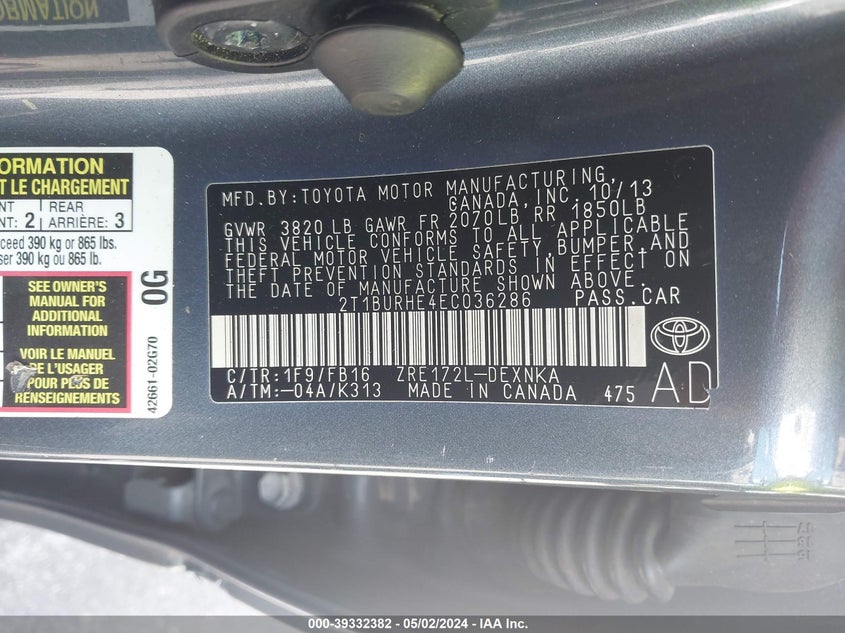 ORMATION
ORMATION
T LE CHARGEMENT
NT 2 REAR
NT: ARRIÈRE: 3
ceed 390 kg or 865 lbs.
ser 390 kg ou 865 lb.
SEE OWNER'S
MANUAL FOR
ADDITIONAL
INFORMATION
VOIR LE MANUEL
DE L'USAGER
POUR PLUS DE
RENSEIGNEMENTS
0G
42661-02G70
MFD.BY:TOYOTA MOTOR MANUFACTURING,
CANADA, INC. 10/13
GVWR 3820 LB GAWR FR 2070LB, RR 1850LB
THIS VEHICLE CONFORMS TO ALL APPLICABLE
FEDERAL MOTOR VEHICLE SAFETY, BUMPER,AND
THEFT PREVENTION STANDARDS IN EFFECT ON
THE DATE OF MANUFACTURE SHOWN ABOVE.
2T1BURHE4EC036286 PASS.CAR
C/TR:1F9/FB16 ZRE172L-DEXNKA
A/TM:-04A/K313 MADE IN CANADA 475
AD
000-39332382 / 05/02/2024 - IAA Inc.